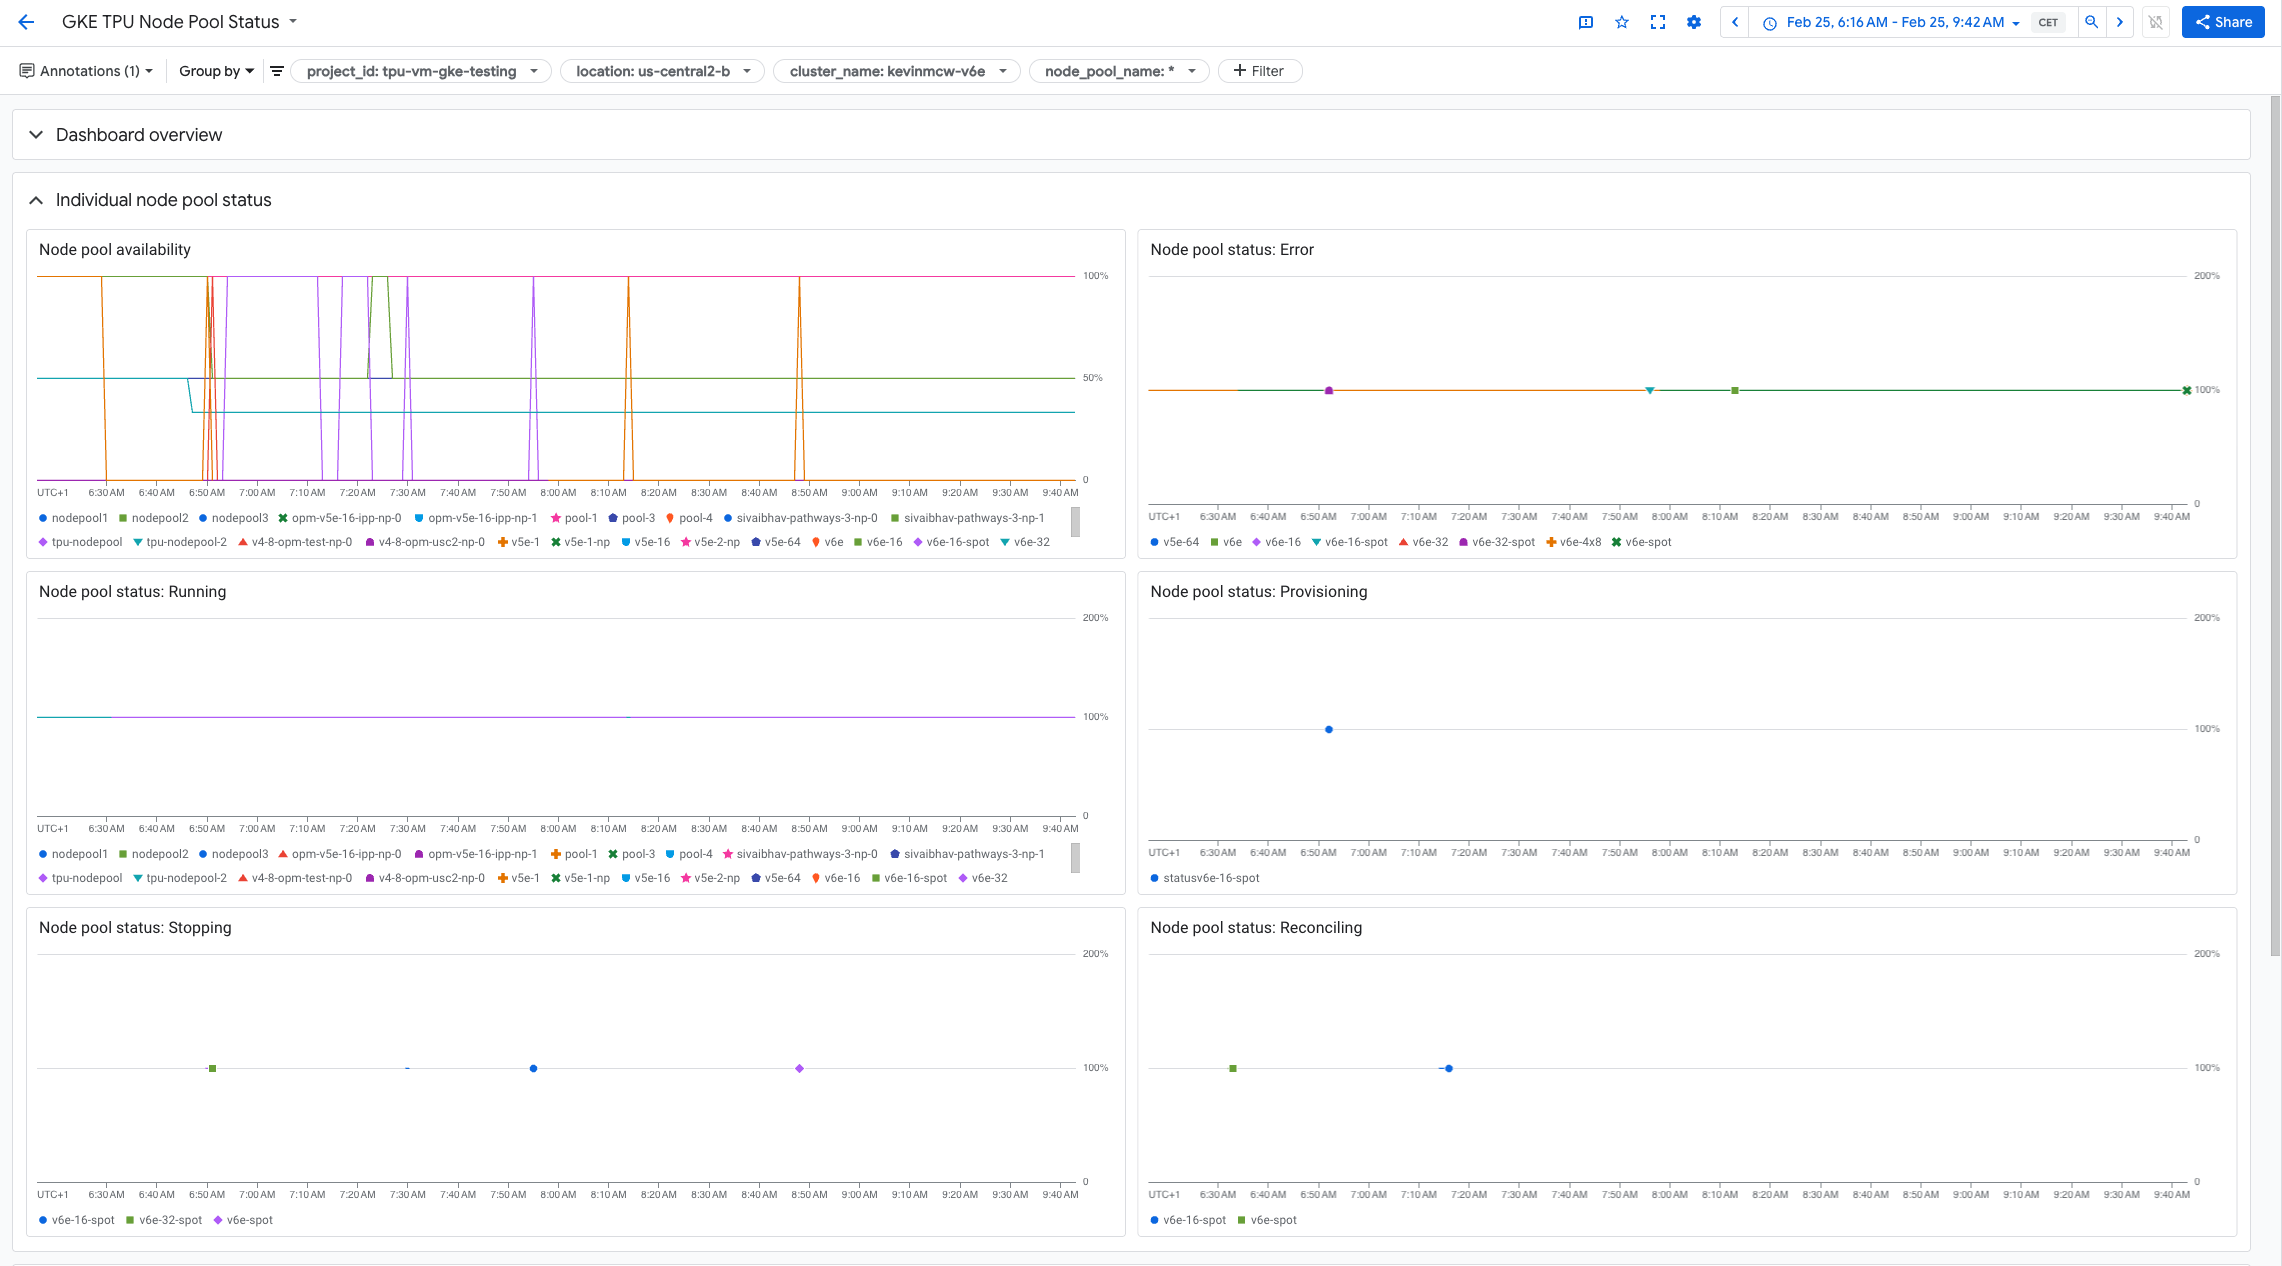 GKE TPU Node Pool Status
Feb 25, 6:16 AM - Feb 25, 9:42 AM CET
Share
Annotations (1)
Group by
project_id: tpu-vm-gke-testing
location: us-central2-b
cluster_name: kevinmcw-v6e
node_pool_name: *
Filter
Dashboard overview
Individual node pool status
Node pool availability
100%
50%
0
UTC+1 6:30 AM 6:40 AM 6:50 AM 7:00 AM 7:10 AM 7:20 AM 7:30 AM 7:40 AM 7:50 AM 8:00 AM 8:10 AM 8:20 AM 8:30 AM 8:40 AM 8:50 AM 9:00 AM 9:10 AM 9:20 AM 9:30 AM 9:40 AM
nodepool1 nodepool2 nodepool3 opm-v5e-16-ipp-np-0 opm-v5e-16-ipp-np-1 pool-1 pool-3 pool-4 sivaibhav-pathways-3-np-0 sivaibhav-pathways-3-np-1
tpu-nodepool tpu-nodepool-2 v4-8-opm-test-np-0 v4-8-opm-usc2-np-0 v5e-1 v5e-1-np v5e-16 v5e-2-np v5e-64 v6e v6e-16 v6e-16-spot v6e-32
Node pool status: Error
200%
100%
0
UTC+1 6:30 AM 6:40 AM 6:50 AM 7:00 AM 7:10 AM 7:20 AM 7:30 AM 7:40 AM 7:50 AM 8:00 AM 8:10 AM 8:20 AM 8:30 AM 8:40 AM 8:50 AM 9:00 AM 9:10 AM 9:20 AM 9:30 AM 9:40 AM
v5e-64 v6e v6e-16 v6e-16-spot v6e-32 v6e-32-spot v6e-4x8 v6e-spot
Node pool status: Running
200%
100%
0
UTC+1 6:30 AM 6:40 AM 6:50 AM 7:00 AM 7:10 AM 7:20 AM 7:30 AM 7:40 AM 7:50 AM 8:00 AM 8:10 AM 8:20 AM 8:30 AM 8:40 AM 8:50 AM 9:00 AM 9:10 AM 9:20 AM 9:30 AM 9:40 AM
nodepool1 nodepool2 nodepool3 opm-v5e-16-ipp-np-0 opm-v5e-16-ipp-np-1 pool-1 pool-3 pool-4 sivaibhav-pathways-3-np-0 sivaibhav-pathways-3-np-1
tpu-nodepool tpu-nodepool-2 v4-8-opm-test-np-0 v4-8-opm-usc2-np-0 v5e-1 v5e-1-np v5e-16 v5e-2-np v5e-64 v6e-16 v6e-16-spot v6e-32
Node pool status: Provisioning
200%
100%
0
UTC+1 6:30 AM 6:40 AM 6:50 AM 7:00 AM 7:10 AM 7:20 AM 7:30 AM 7:40 AM 7:50 AM 8:00 AM 8:10 AM 8:20 AM 8:30 AM 8:40 AM 8:50 AM 9:00 AM 9:10 AM 9:20 AM 9:30 AM 9:40 AM
statusv6e-16-spot
Node pool status: Stopping
200%
100%
0
UTC+1 6:30 AM 6:40 AM 6:50 AM 7:00 AM 7:10 AM 7:20 AM 7:30 AM 7:40 AM 7:50 AM 8:00 AM 8:10 AM 8:20 AM 8:30 AM 8:40 AM 8:50 AM 9:00 AM 9:10 AM 9:20 AM 9:30 AM 9:40 AM
v6e-16-spot v6e-32-spot v6e-spot
Node pool status: Reconciling
200%
100%
0
UTC+1 6:30 AM 6:40 AM 6:50 AM 7:00 AM 7:10 AM 7:20 AM 7:30 AM 7:40 AM 7:50 AM 8:00 AM 8:10 AM 8:20 AM 8:30 AM 8:40 AM 8:50 AM 9:00 AM 9:10 AM 9:20 AM 9:30 AM 9:40 AM
v6e-16-spot v6e-spot